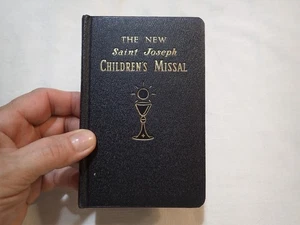 THE NEW
Saint Joseph
CHILDREN'S MISSAL